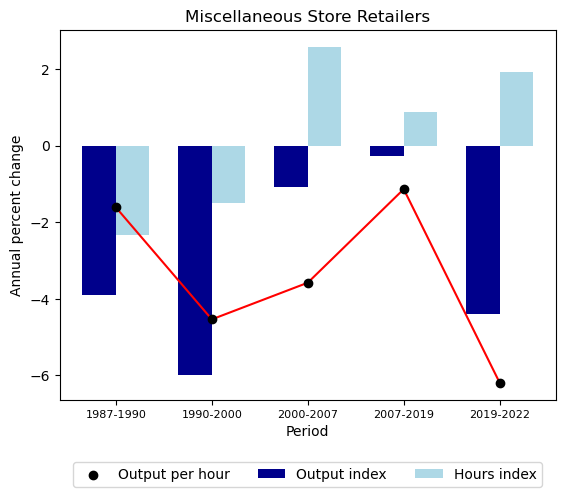 Miscellaneous Store Retailers
Annual percent change
2
0
−2
−4
−6
1987-1990 1990-2000 2000-2007 2007-2019 2019-2022
Period
Output per hour Output index Hours index